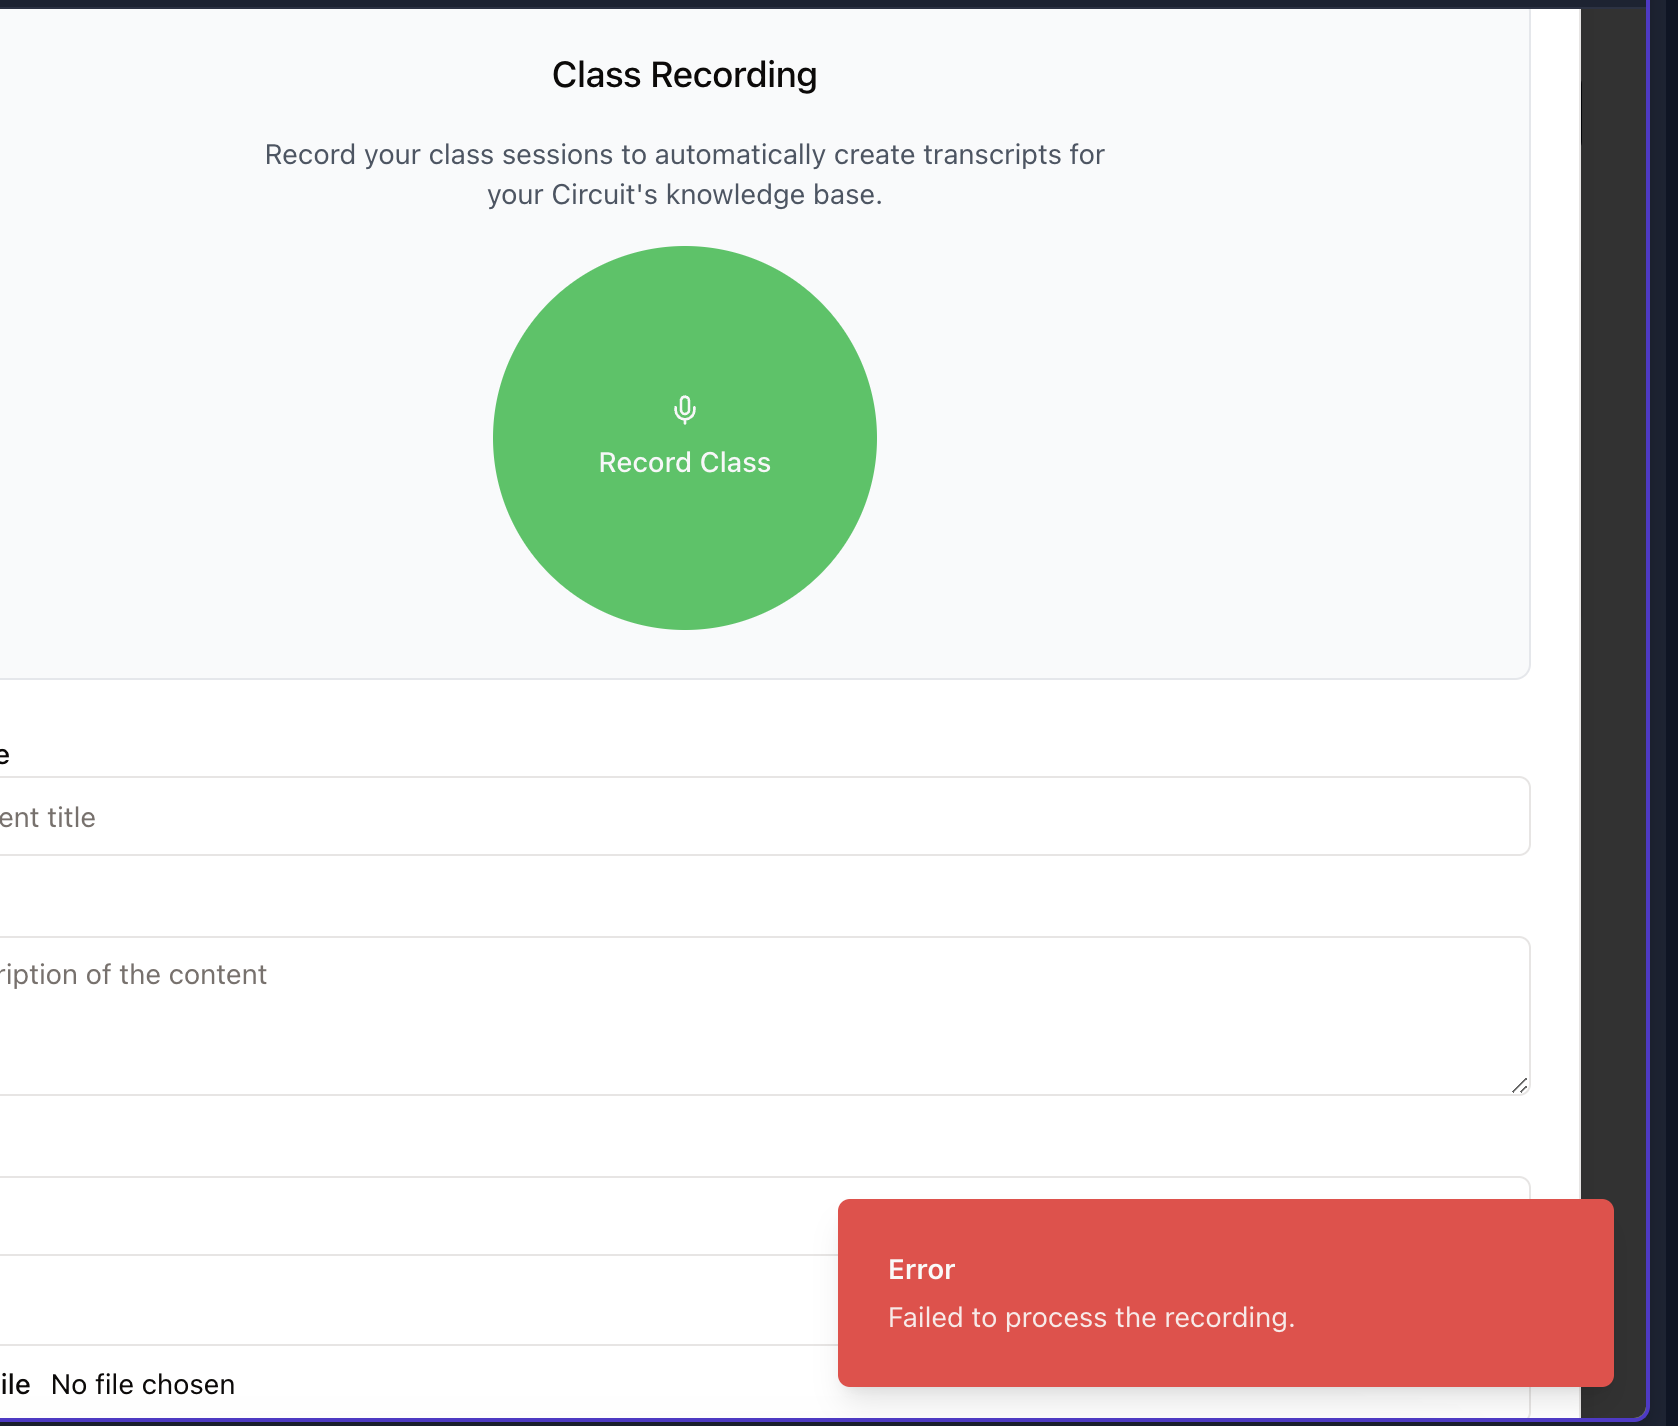 Class Recording
Record your class sessions to automatically create transcripts for
your Circuit's knowledge base.
Record Class
e
ent title
ription of the content
Error
Failed to process the recording.
ile No file chosen